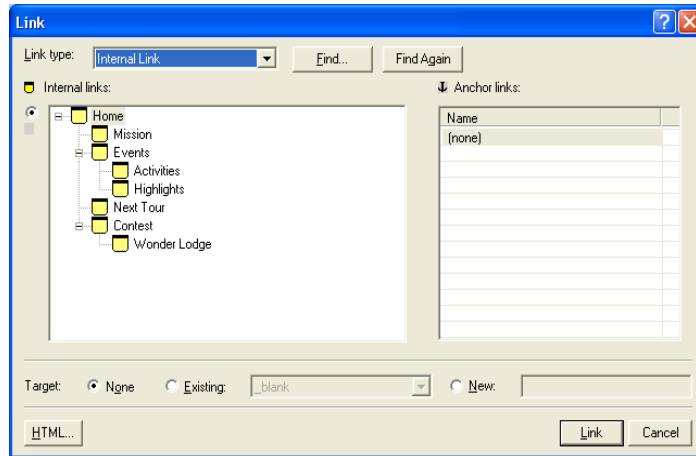 Link
Link type: Internal Link Find... Find Again
Internal links: Anchor links:
Home
Mission
Events
Activities
Highlights
Next Tour
Contest
Wonder Lodge
Name
(none)
Target: None Existing: _blank New:
HTML... Link Cancel